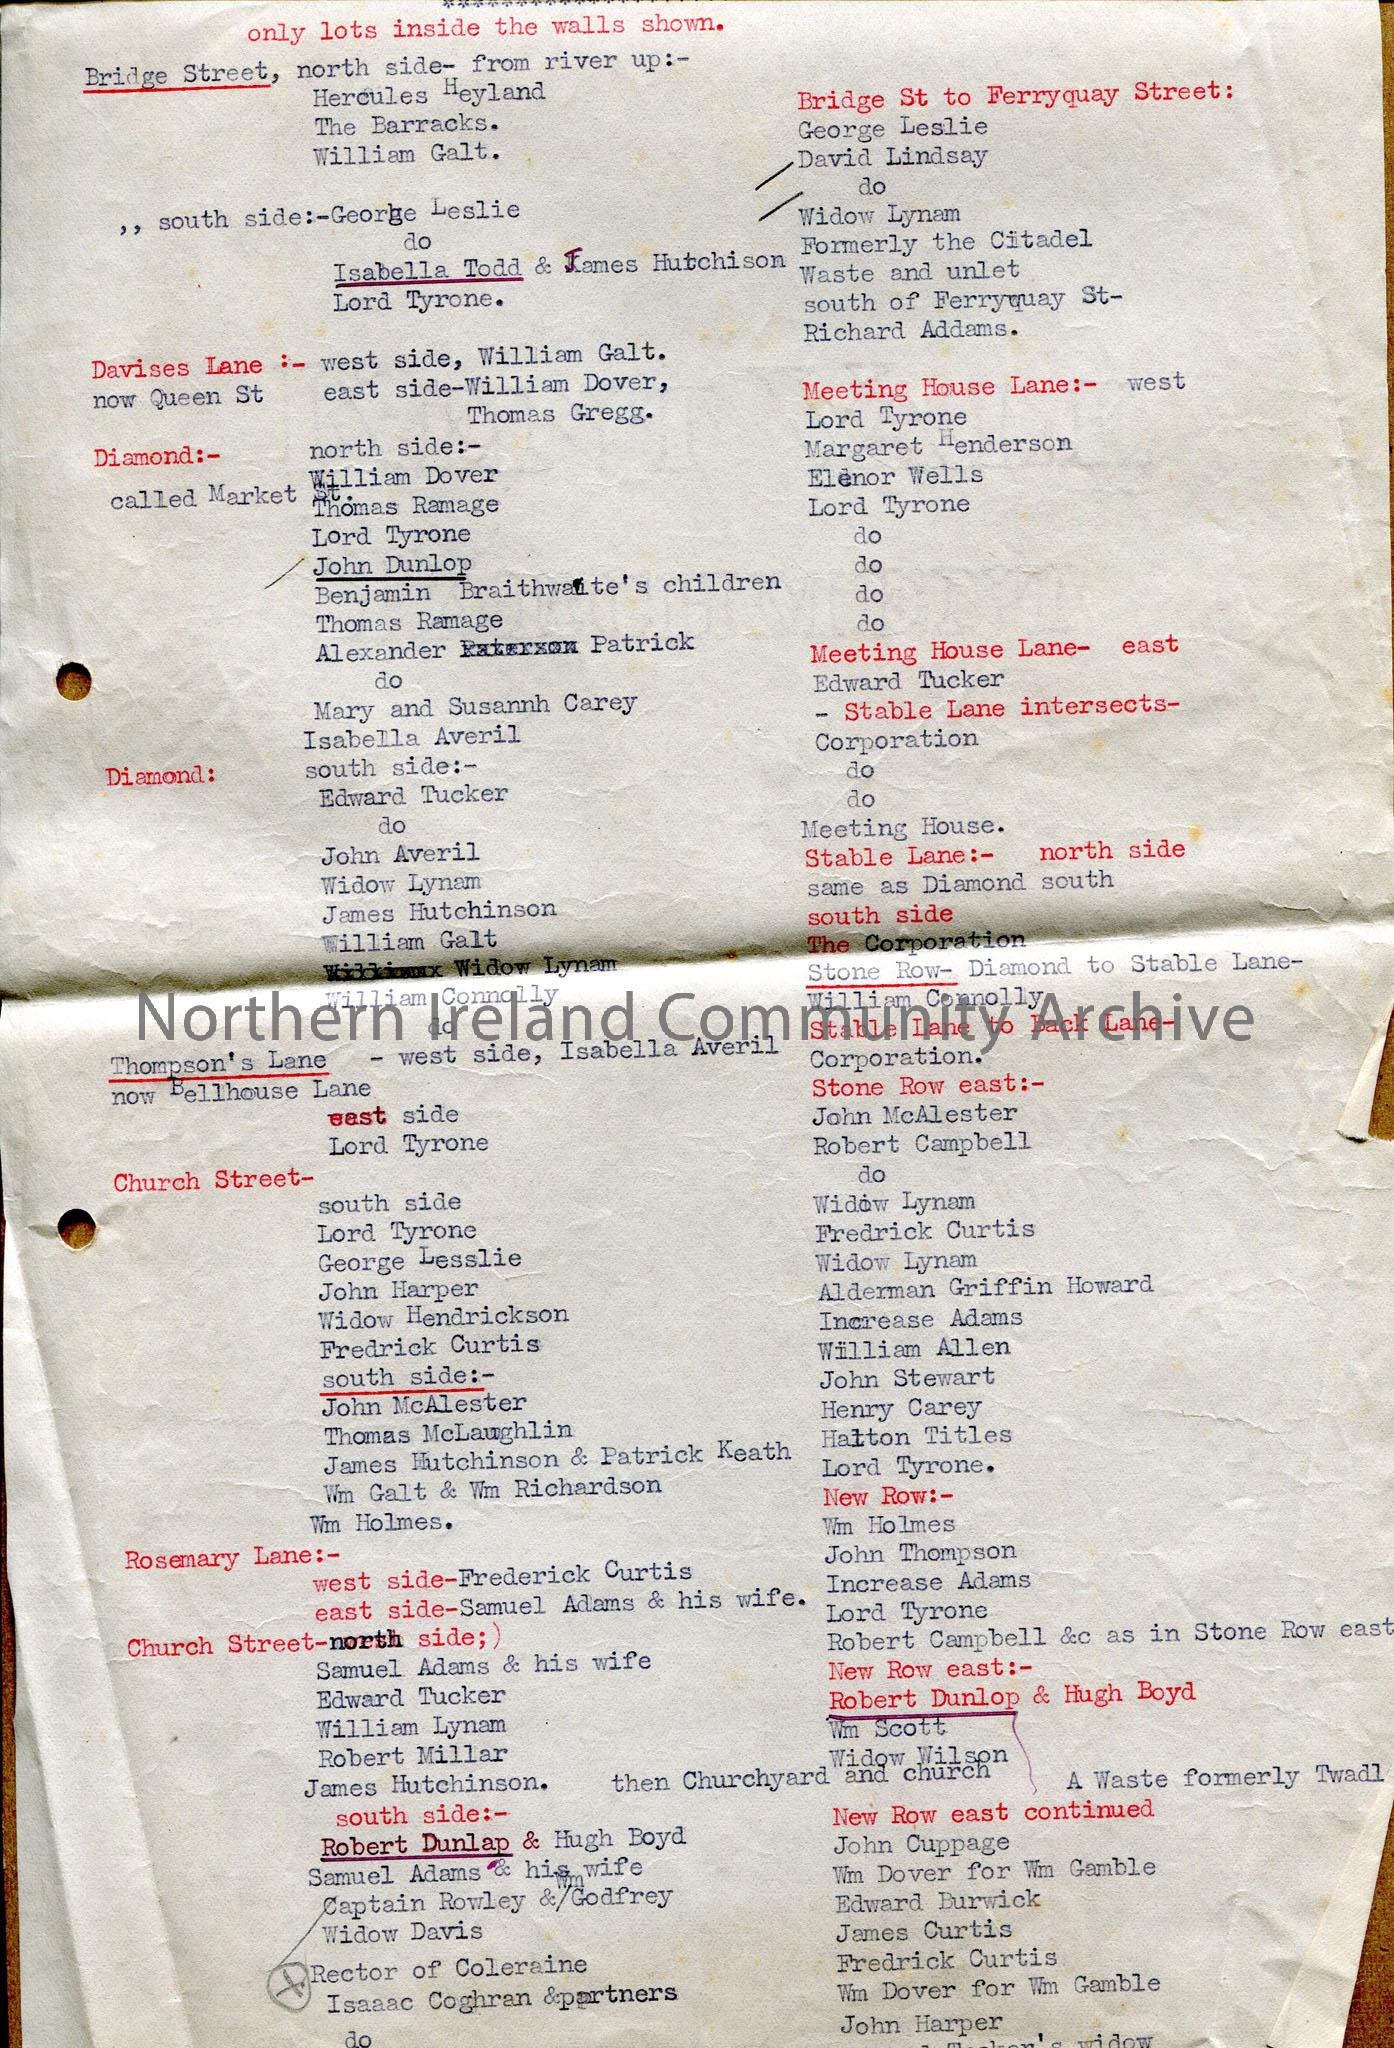 only lots inside the walls shown.
Bridge Street, north side- from river up:-
Hercules Heyland
The Barracks.
William Galt.
,, south side:-George Leslie
do
Isabella Todd & James Hutchison
Lord Tyrone.
Davises Lane :- west side, William Galt.
now Queen St east side-William Dover,
Thomas Gregg.
Diamond:- north side:-
William Dover
called Market St.
Thomas Ramage
Lord Tyrone
John Dunlop
Benjamin Braithwaite's children
Thomas Ramage
Alexander Paterson Patrick
do
Mary and Susannh Carey
Isabella Averil
Diamond: south side:-
Edward Tucker
do
John Averil
Widow Lynam
James Hutchinson
William Galt
Williamx Widow Lynam
William Connolly
do
Thompson's Lane - west side, Isabella Averil
now Bellhouse Lane
east side
Lord Tyrone
Church Street-
south side
Lord Tyrone
George Lesslie
John Harper
Widow Hendrickson
Fredrick Curtis
south side:-
John McAlester
Thomas McLaughlin
James Hutchinson & Patrick Keath
Wm Galt & Wm Richardson
Wm Holmes.
Rosemary Lane:-
west side-Frederick Curtis
east side-Samuel Adams & his wife.
Church Street-north side;)
Samuel Adams & his wife
Edward Tucker
William Lynam
Robert Millar
James Hutchinson. then Churchyard and church
south side:-
Robert Dunlap & Hugh Boyd
Samuel Adams & his wife
Captain Rowley &/Wm Godfrey
Widow Davis
Rector of Coleraine
Isaaac Coghran &partners
do
Bridge St to Ferryquay Street:
George Leslie
David Lindsay
do
Widow Lynam
Formerly the Citadel
Waste and unlet
south of Ferryquay St-
Richard Addams.
Meeting House Lane:- west
Lord Tyrone
Margaret Henderson
Elenor Wells
Lord Tyrone
do
do
do
do
Meeting House Lane- east
Edward Tucker
- Stable Lane intersects-
Corporation
do
do
Meeting House.
Stable Lane:- north side
same as Diamond south
south side
The Corporation
Stone Row- Diamond to Stable Lane-
William Connolly
Stable Lane to Back Lane-
Corporation.
Stone Row east:-
John McAlester
Robert Campbell
do
Widow Lynam
Fredrick Curtis
Widow Lynam
Alderman Griffin Howard
Increase Adams
William Allen
John Stewart
Henry Carey
Halton Titles
Lord Tyrone.
New Row:-
Wm Holmes
John Thompson
Increase Adams
Lord Tyrone
Robert Campbell &c as in Stone Row east
New Row east:-
Robert Dunlop & Hugh Boyd
Wm Scott
Widow Wilson
A Waste formerly Twadl
New Row east continued
John Cuppage
Wm Dover for Wm Gamble
Edward Burwick
James Curtis
Fredrick Curtis
Wm Dover for Wm Gamble
John Harper
Tucker's widow
Northern Ireland Community Archive